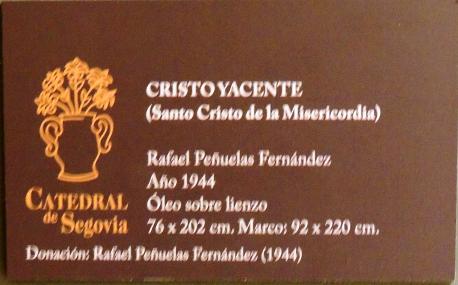 CRISTO YACENTE
(Santo Cristo de la Misericordia)
Rafael Peñuelas Fernández
Año 1944
Óleo sobre lienzo
76 x 202 cm. Marco: 92 x 220 cm.
CATEDRAL
de Segovia
Donación: Rafael Peñuelas Fernández (1944)